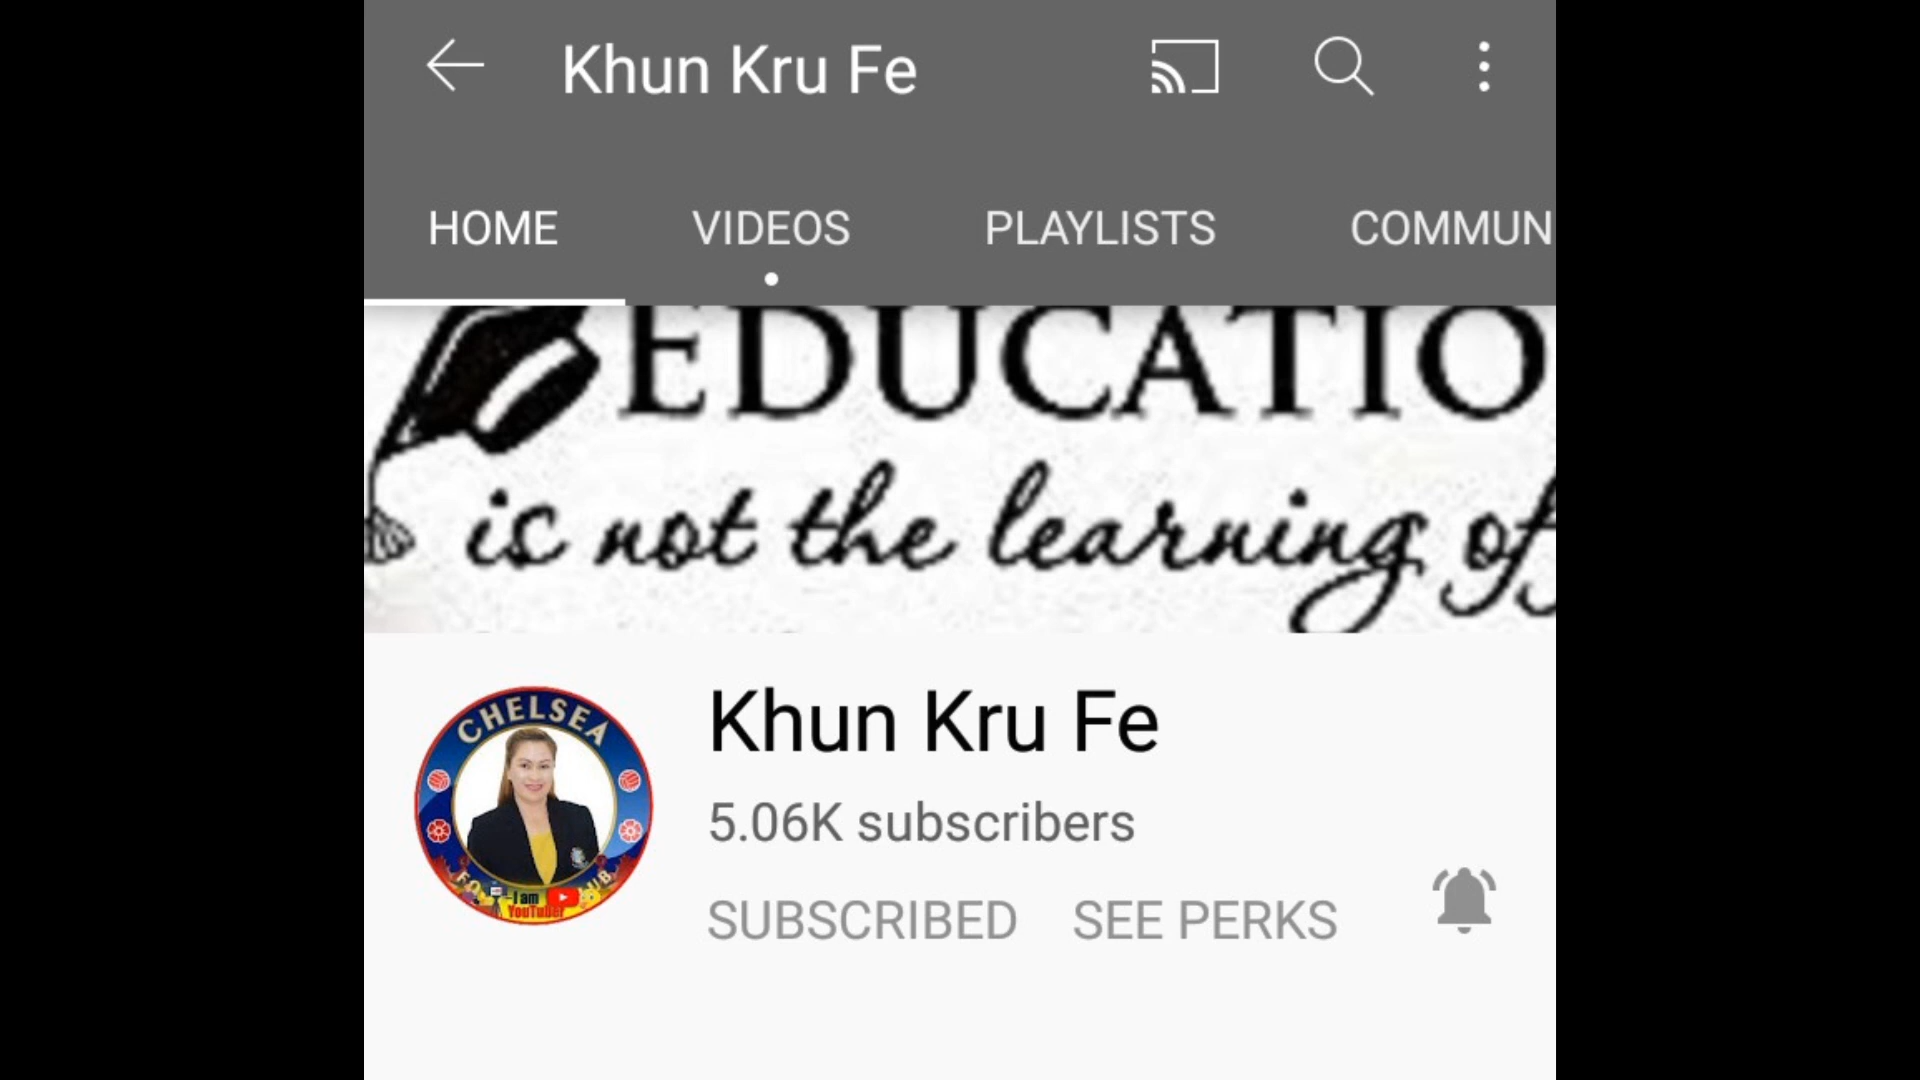 Khun Kru Fe
HOME VIDEOS PLAYLISTS COMMUN
EDUCATIO
is not the learning of
CHELSEA
I am
YouTuber
Khun Kru Fe
5.06K subscribers
SUBSCRIBED SEE PERKS